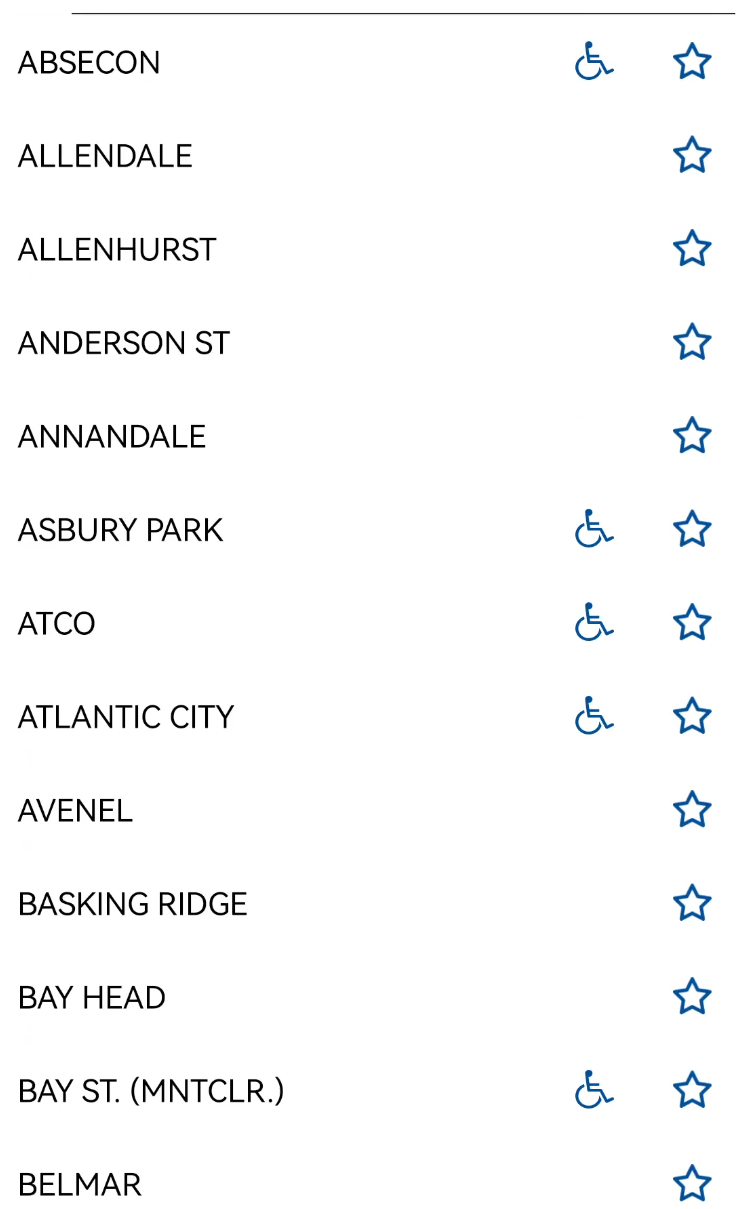 ABSECON
ALLENDALE
ALLENHURST
ANDERSON ST
ANNANDALE
ASBURY PARK
ATCO
ATLANTIC CITY
AVENEL
BASKING RIDGE
BAY HEAD
BAY ST. (MNTCLR.)
BELMAR